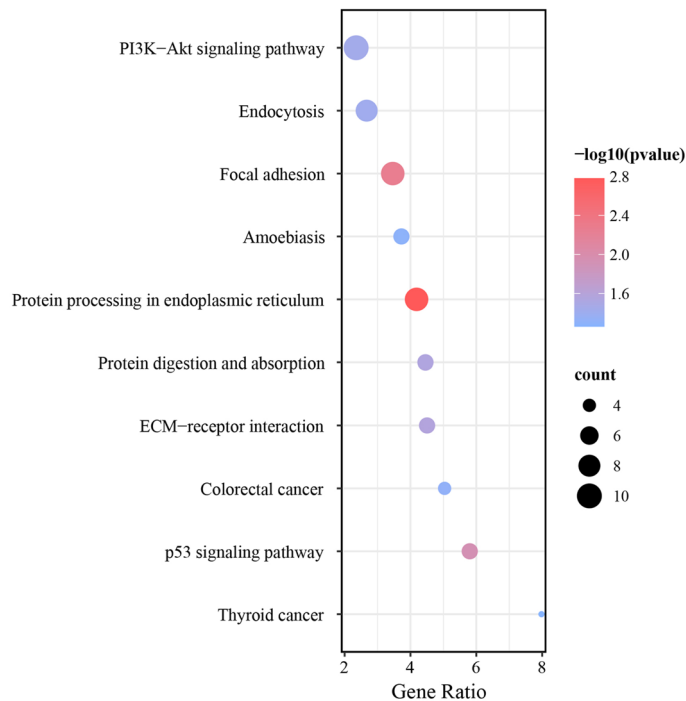 PI3K−Akt signaling pathway
Endocytosis
Focal adhesion
Amoebiasis
Protein processing in endoplasmic reticulum
Protein digestion and absorption
ECM−receptor interaction
Colorectal cancer
p53 signaling pathway
Thyroid cancer
2 4 6 8
Gene Ratio
−log10(pvalue)
2.8
2.4
2.0
1.6
count
4
6
8
10